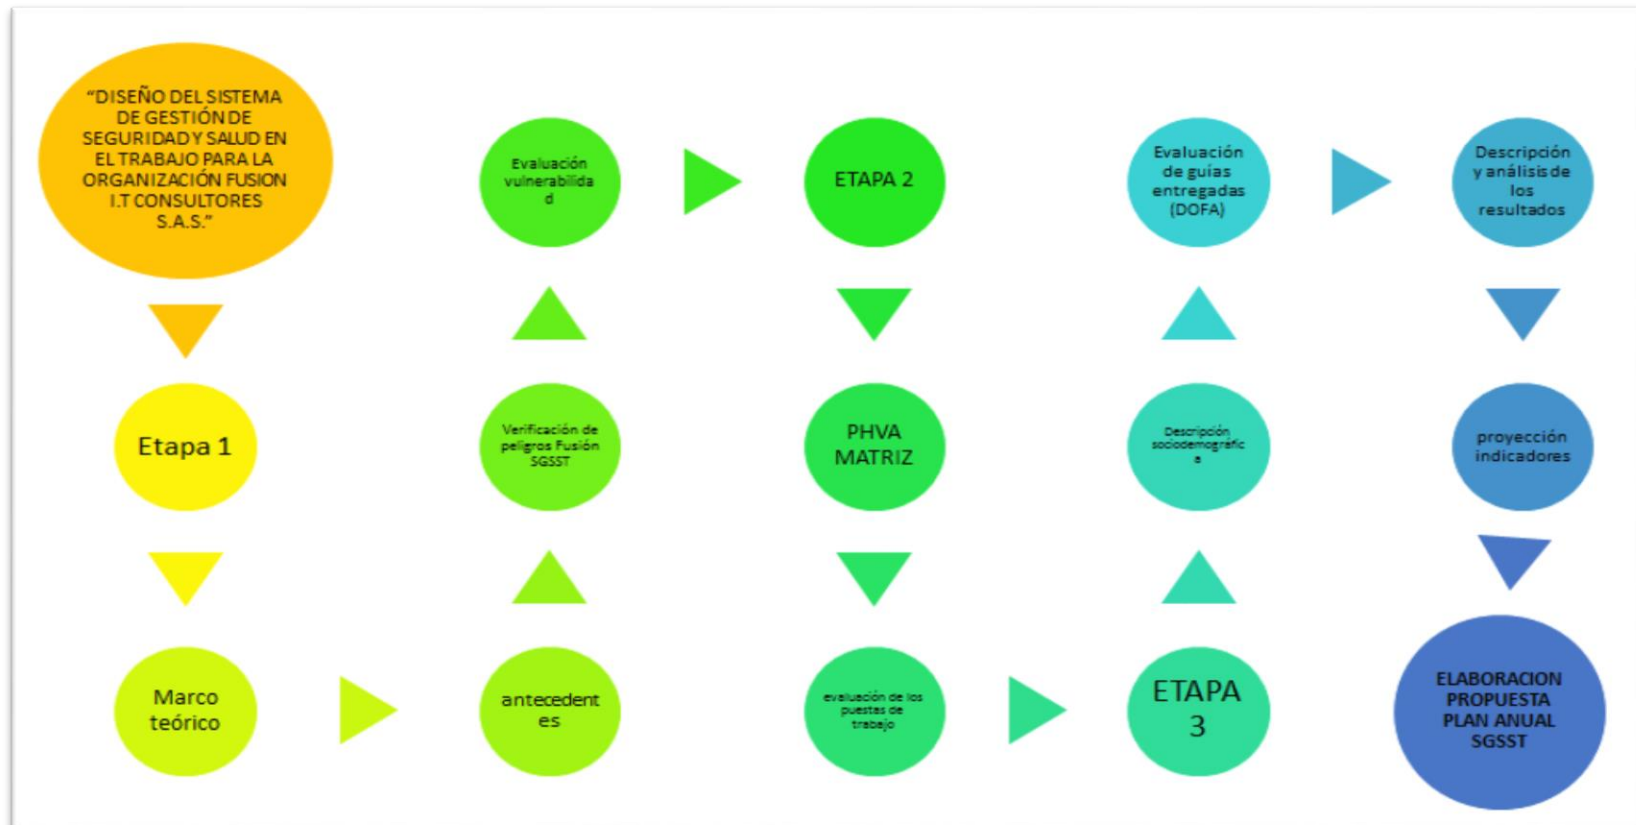 “DISEÑO DEL SISTEMA
DE GESTIÓN DE
SEGURIDAD Y SALUD EN
EL TRABAJO PARA LA
ORGANIZACIÓN FUSION
I.T CONSULTORES
S.A.S.”
Etapa 1
Marco
teórico
antecedent
es
Verificación de
peligros Fusión
SGSST
Evaluación
vulnerabilida
d
ETAPA 2
PHVA
MATRIZ
evaluación de los
puestas de
trabajo
ETAPA
3
Descripción
sociodemográfic
a
Evaluación
de guías
entregadas
(DOFA)
Descripción
y análisis de
los
resultados
proyección
indicadores
ELABORACION
PROPUESTA
PLAN ANUAL
SGSST